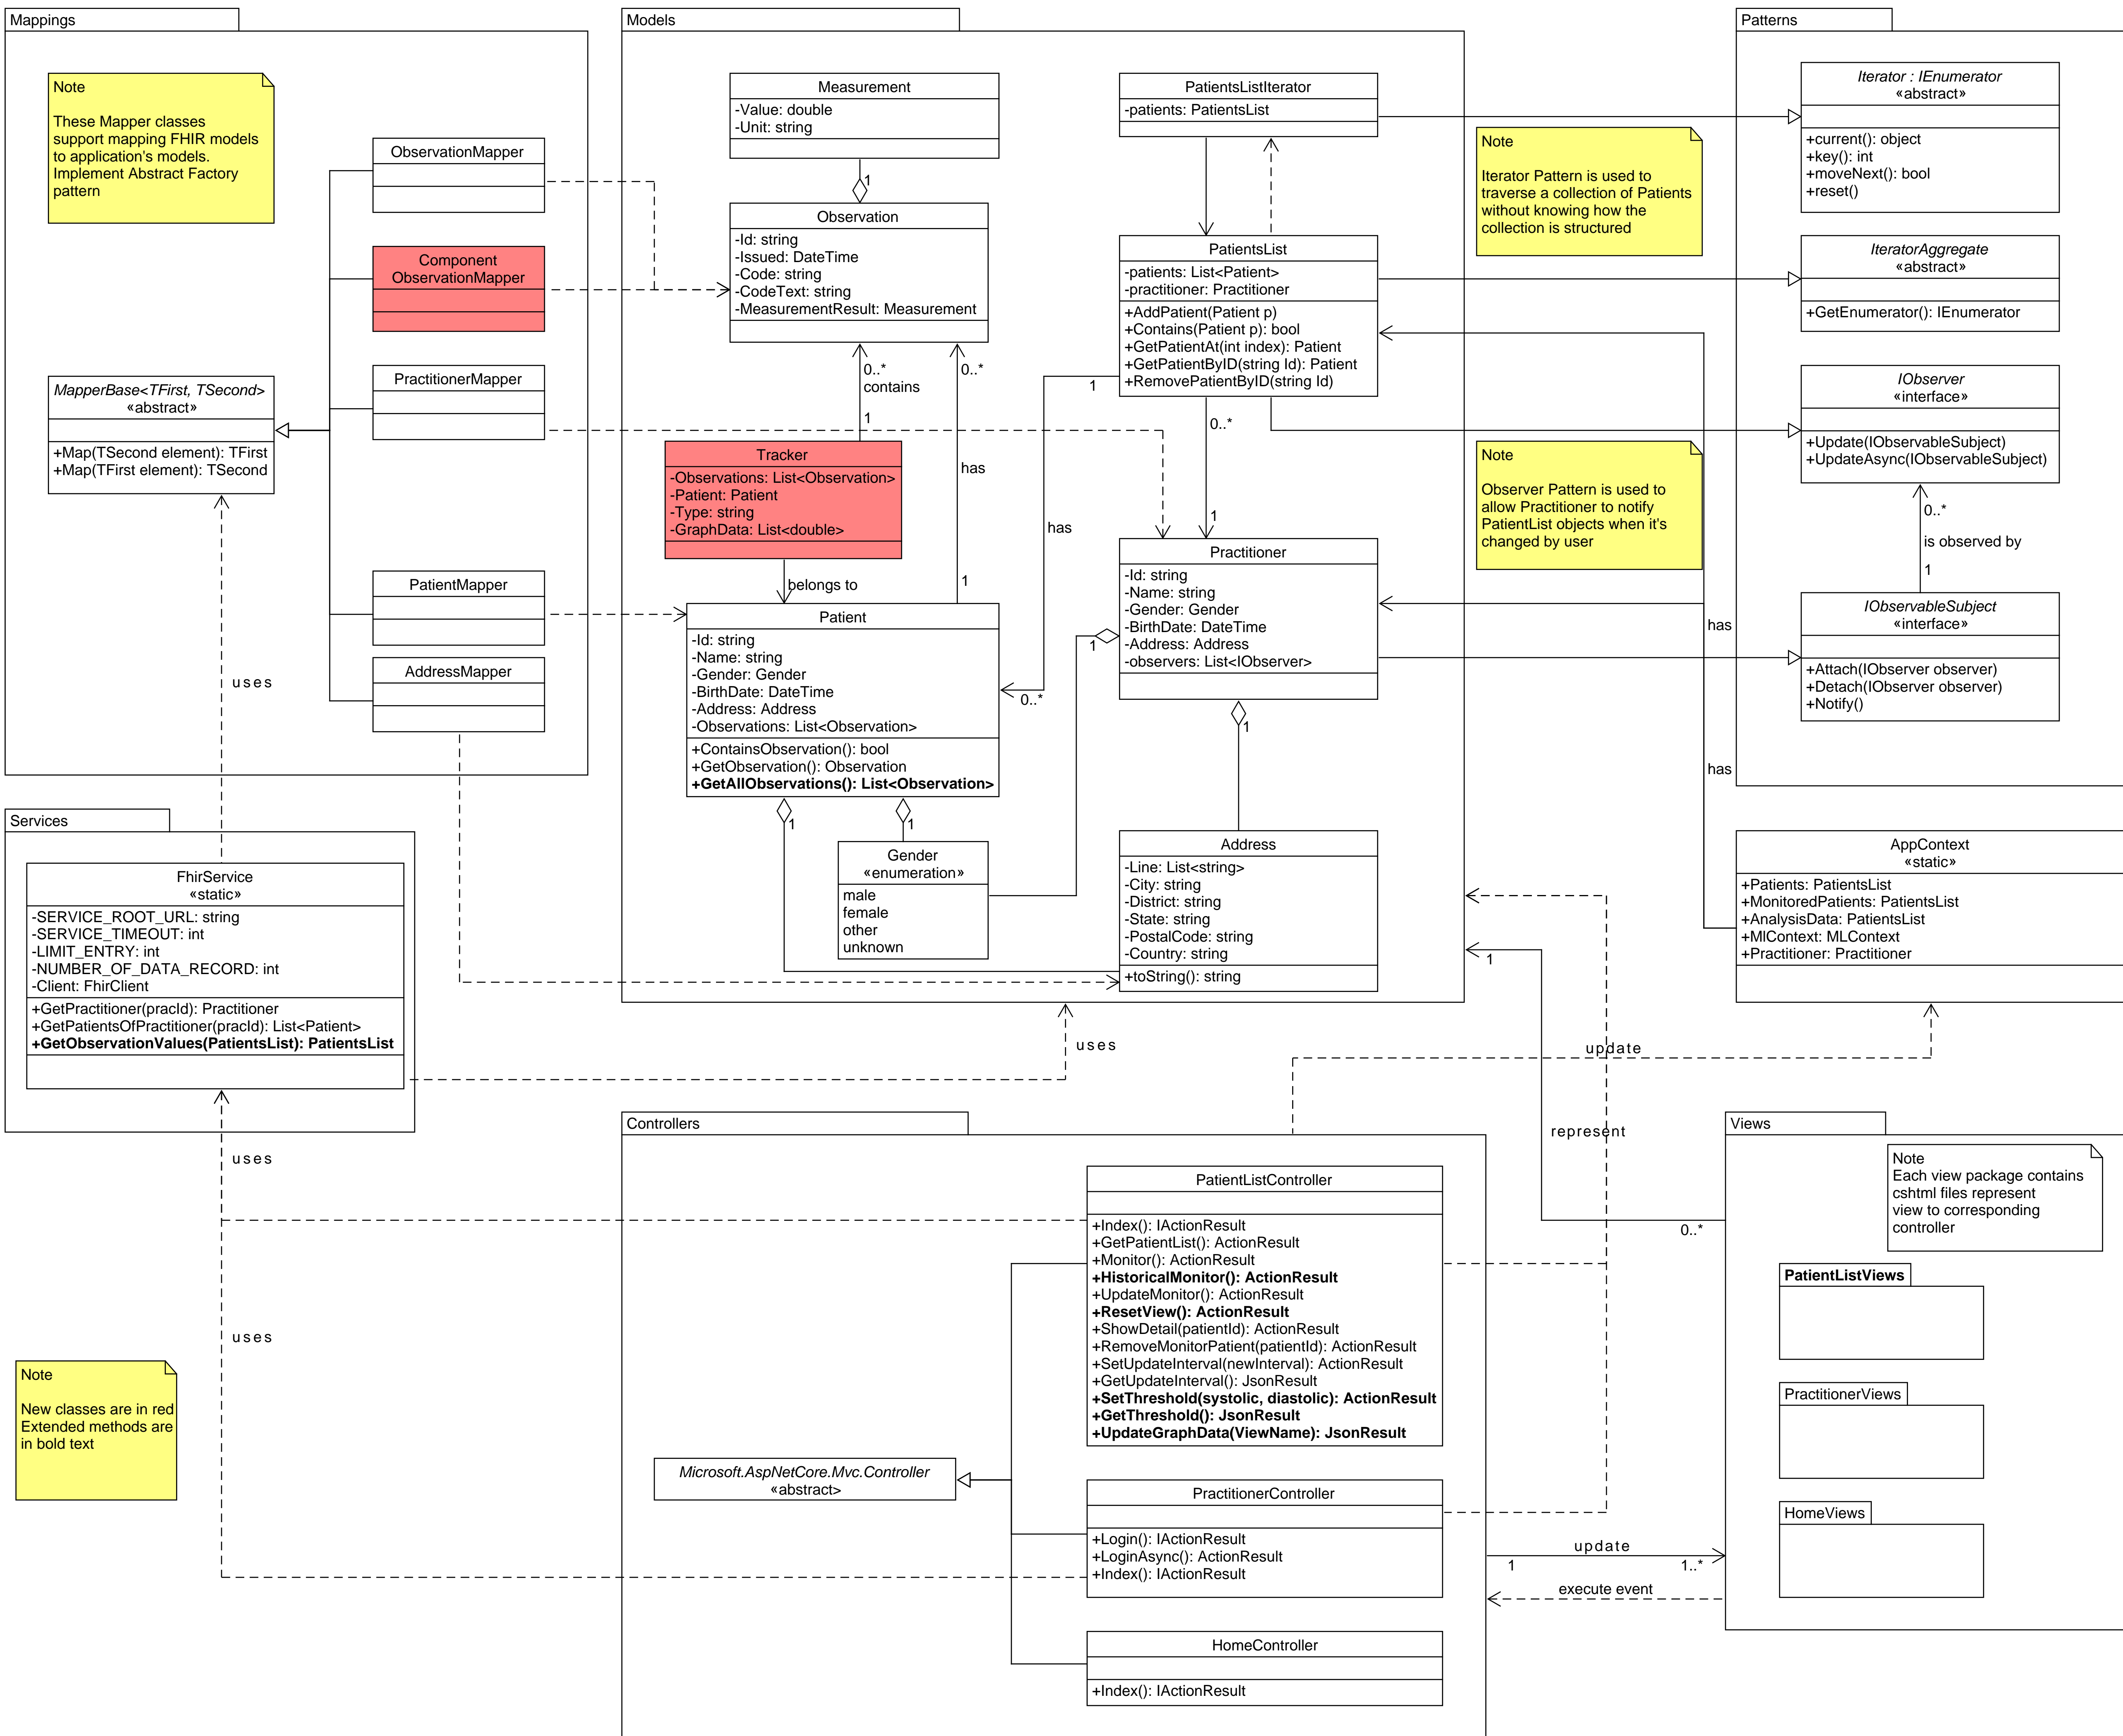 Mappings
Note
These Mapper classes
support mapping FHIR models
to application's models.
Implement Abstract Factory
pattern
ObservationMapper
Component
ObservationMapper
PractitionerMapper
MapperBase<TFirst, TSecond>
«abstract»
+Map(TSecond element): TFirst
+Map(TFirst element): TSecond
PatientMapper
AddressMapper
uses
Models
Measurement
-Value: double
-Unit: string
1
Observation
-Id: string
-Issued: DateTime
-Code: string
-CodeText: string
-MeasurementResult: Measurement
0..*
contains
1
0..*
has
1
Tracker
-Observations: List<Observation>
-Patient: Patient
-Type: string
-GraphData: List<double>
belongs to
Patient
-Id: string
-Name: string
-Gender: Gender
-BirthDate: DateTime
-Address: Address
-Observations: List<Observation>
+ContainsObservation(): bool
+GetObservation(): Observation
+GetAllObservations(): List<Observation>
1
1
Gender
«enumeration»
male
female
other
unknown
PatientsListIterator
-patients: PatientsList
PatientsList
-patients: List<Patient>
-practitioner: Practitioner
+AddPatient(Patient p)
+Contains(Patient p): bool
+GetPatientAt(int index): Patient
+GetPatientByID(string Id): Patient
+RemovePatientByID(string Id)
1
has
0..*
0..*
1
Practitioner
-Id: string
-Name: string
-Gender: Gender
-BirthDate: DateTime
-Address: Address
-observers: List<IObserver>
1
1
Address
-Line: List<string>
-City: string
-District: string
-State: string
-PostalCode: string
-Country: string
+toString(): string
Note
Iterator Pattern is used to
traverse a collection of Patients
without knowing how the
collection is structured
Note
Observer Pattern is used to
allow Practitioner to notify
PatientList objects when it's
changed by user
has
has
Patterns
Iterator : IEnumerator
«abstract»
+current(): object
+key(): int
+moveNext(): bool
+reset()
IteratorAggregate
«abstract»
+GetEnumerator(): IEnumerator
IObserver
«interface»
+Update(IObservableSubject)
+UpdateAsync(IObservableSubject)
0..*
is observed by
1
IObservableSubject
«interface»
+Attach(IObserver observer)
+Detach(IObserver observer)
+Notify()
AppContext
«static»
+Patients: PatientsList
+MonitoredPatients: PatientsList
+AnalysisData: PatientsList
+MlContext: MLContext
+Practitioner: Practitioner
Services
FhirService
«static»
-SERVICE_ROOT_URL: string
-SERVICE_TIMEOUT: int
-LIMIT_ENTRY: int
-NUMBER_OF_DATA_RECORD: int
-Client: FhirClient
+GetPractitioner(pracId): Practitioner
+GetPatientsOfPractitioner(pracId): List<Patient>
+GetObservationValues(PatientsList): PatientsList
uses
uses
uses
update
1
represent
0..*
Note
New classes are in red
Extended methods are
in bold text
Controllers
PatientListController
+Index(): IActionResult
+GetPatientList(): ActionResult
+Monitor(): ActionResult
+HistoricalMonitor(): ActionResult
+UpdateMonitor(): ActionResult
+ResetView(): ActionResult
+ShowDetail(patientId): ActionResult
+RemoveMonitorPatient(patientId): ActionResult
+SetUpdateInterval(newInterval): ActionResult
+GetUpdateInterval(): JsonResult
+SetThreshold(systolic, diastolic): ActionResult
+GetThreshold(): JsonResult
+UpdateGraphData(ViewName): JsonResult
Microsoft.AspNetCore.Mvc.Controller
«abstract>
PractitionerController
+Login(): IActionResult
+LoginAsync(): ActionResult
+Index(): IActionResult
HomeController
+Index(): IActionResult
update
1
1..*
execute event
Views
Note
Each view package contains
cshtml files represent
view to corresponding
controller
PatientListViews
PractitionerViews
HomeViews